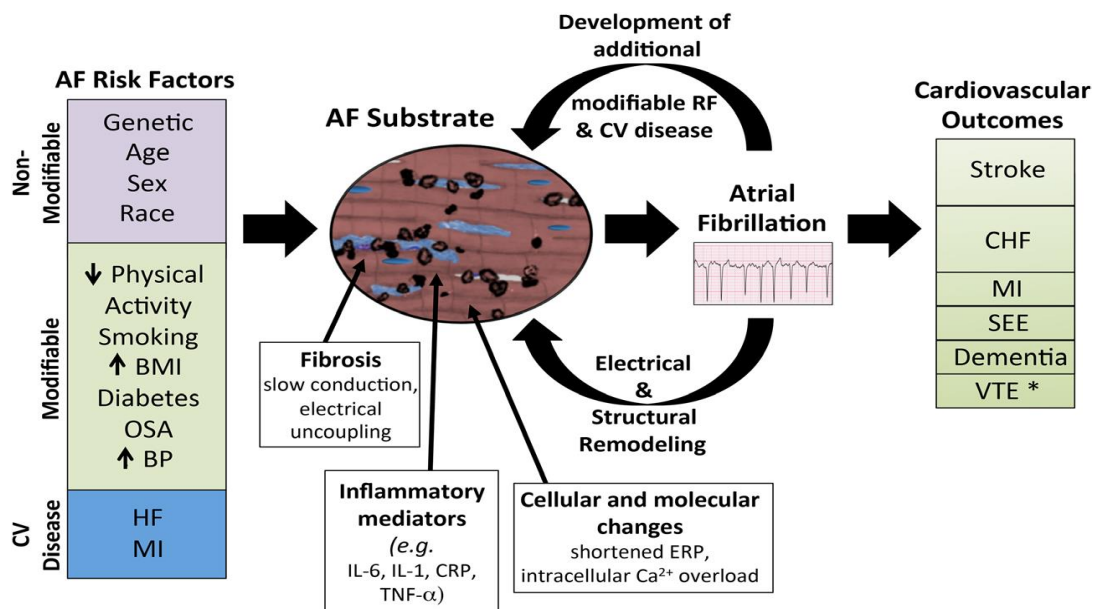 AF Risk Factors
Non-
Modifiable
Genetic
Age
Sex
Race
Modifiable
↓ Physical
Activity
Smoking
↑ BMI
Diabetes
OSA
↑ BP
CV
Disease
HF
MI
AF Substrate
Fibrosis
slow conduction,
electrical
uncoupling
Inflammatory
mediators
(e.g.
IL-6, IL-1, CRP,
TNF-α)
Cellular and molecular
changes
shortened ERP,
intracellular Ca²⁺ overload
Development of
additional
modifiable RF
& CV disease
Atrial
Fibrillation
Electrical
&
Structural
Remodeling
Cardiovascular
Outcomes
Stroke
CHF
MI
SEE
Dementia
VTE *